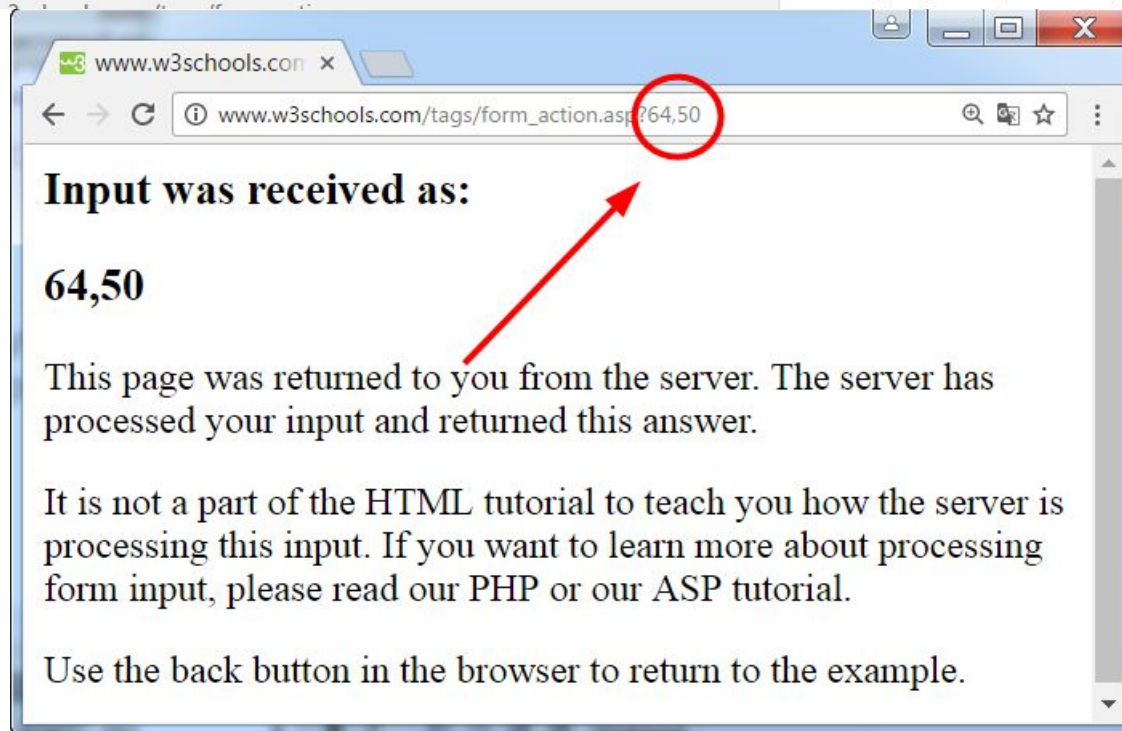 www.w3schools.con
www.w3schools.com/tags/form_action.asp?64,50
Input was received as:
64,50
This page was returned to you from the server. The server has
processed your input and returned this answer.
It is not a part of the HTML tutorial to teach you how the server is
processing this input. If you want to learn more about processing
form input, please read our PHP or our ASP tutorial.
Use the back button in the browser to return to the example.